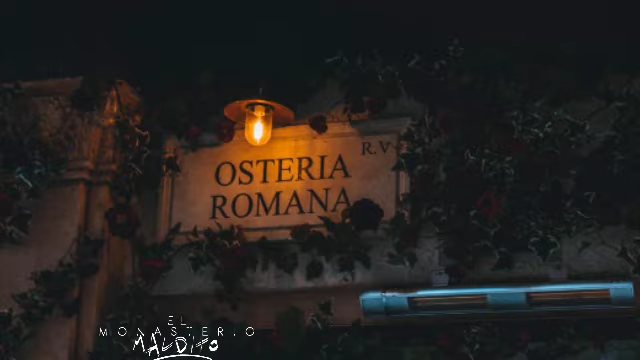 R.V
OSTERIA
ROMANA
EL
MONASTERIO
MALDITO